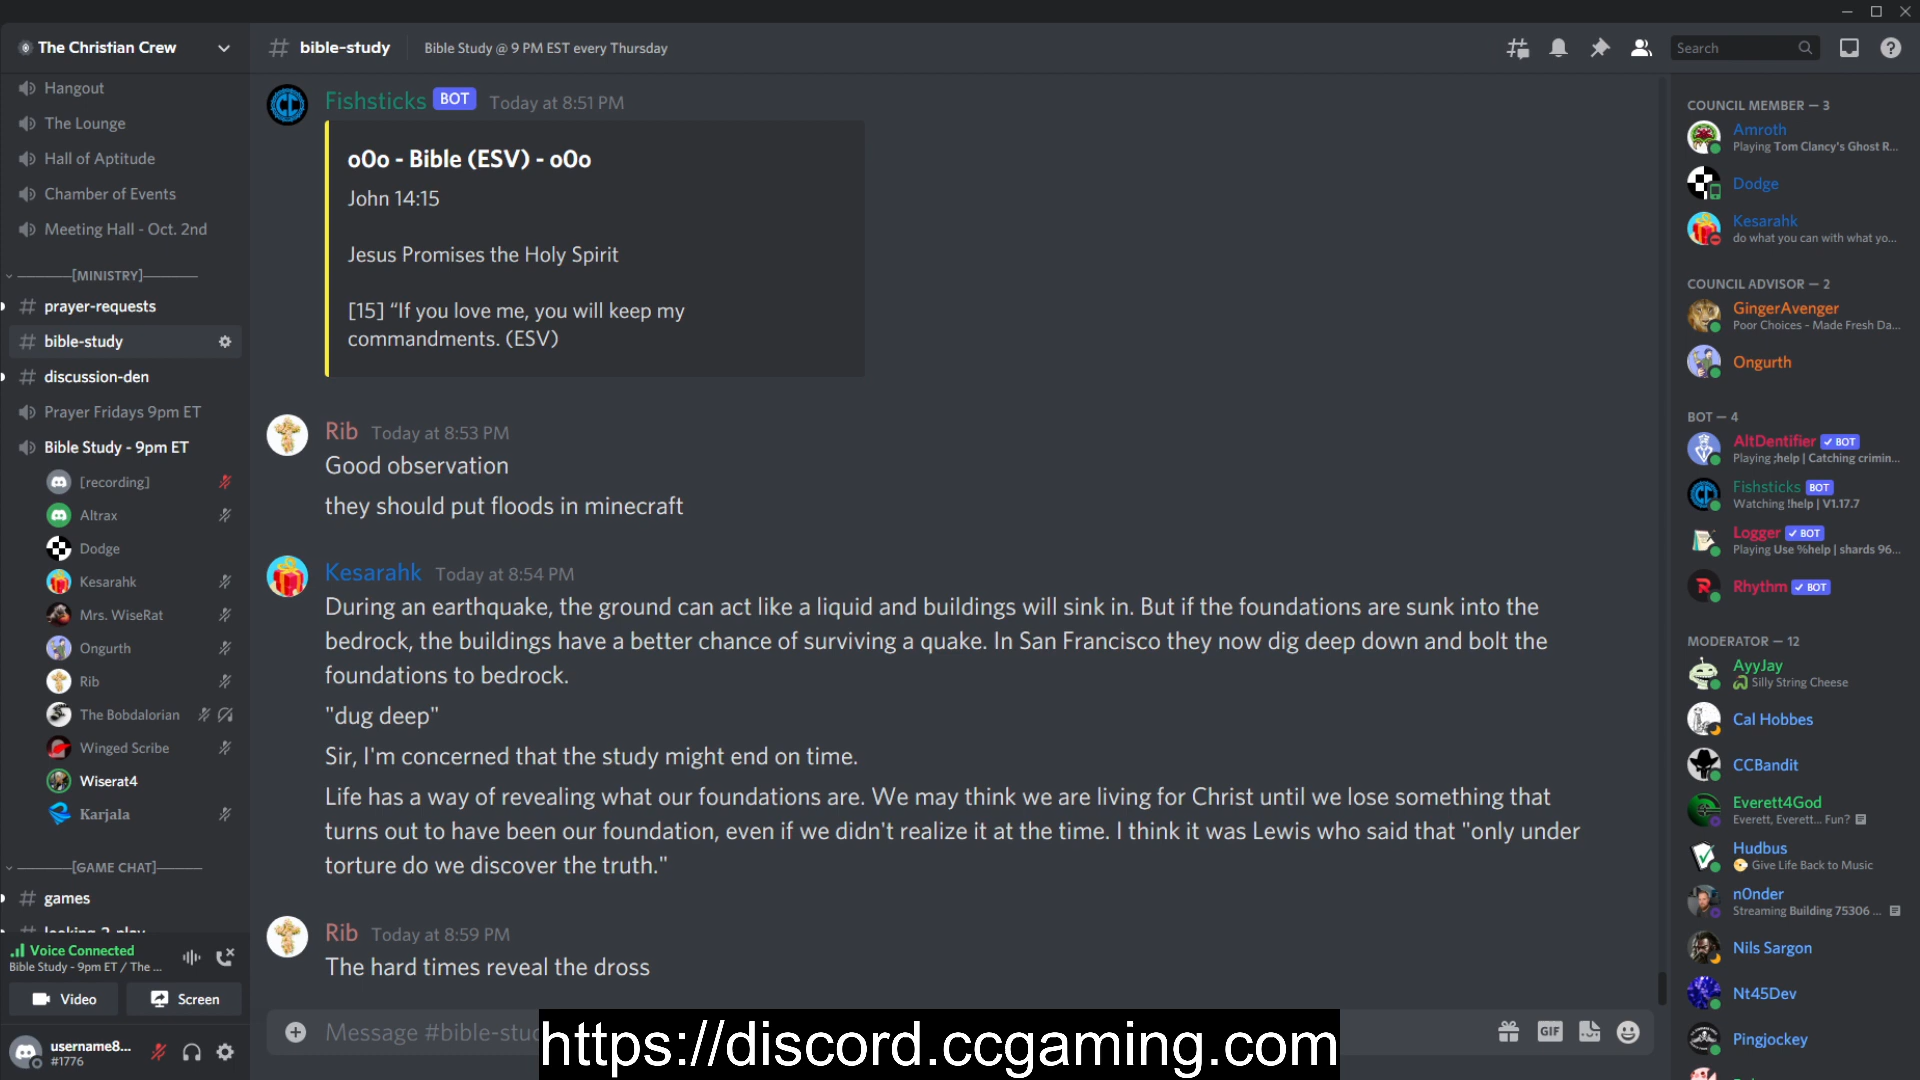 The Christian Crew
bible-study
Bible Study @ 9 PM EST every Thursday
Search
Hangout
The Lounge
Hall of Aptitude
Chamber of Events
Meeting Hall - Oct. 2nd
[MINISTRY]
prayer-requests
bible-study
discussion-den
Prayer Fridays 9pm ET
Bible Study - 9pm ET
[recording]
Altrax
Dodge
Kesarahk
Mrs. WiseRat
Ongurth
Rib
The Bobdalorian
Winged Scribe
Wiserat4
Karjala
[GAME CHAT]
games
looking-2-play
Voice Connected
Bible Study - 9pm ET / The ...
Video
Screen
username8...
#1776
Fishsticks BOT Today at 8:51 PM
oOo - Bible (ESV) - oOo
John 14:15
Jesus Promises the Holy Spirit
[15] “If you love me, you will keep my
commandments. (ESV)
Rib Today at 8:53 PM
Good observation
they should put floods in minecraft
Kesarahk Today at 8:54 PM
During an earthquake, the ground can act like a liquid and buildings will sink in. But if the foundations are sunk into the
bedrock, the buildings have a better chance of surviving a quake. In San Francisco they now dig deep down and bolt the
foundations to bedrock.
"dug deep"
Sir, I'm concerned that the study might end on time.
Life has a way of revealing what our foundations are. We may think we are living for Christ until we lose something that
turns out to have been our foundation, even if we didn't realize it at the time. I think it was Lewis who said that "only under
torture do we discover the truth."
Rib Today at 8:59 PM
The hard times reveal the dross
Message #bible-stu
GIF
https://discord.ccgaming.com
COUNCIL MEMBER — 3
Amroth
Playing Tom Clancy's Ghost R...
Dodge
Kesarahk
do what you can with what yo...
COUNCIL ADVISOR — 2
GingerAvenger
Poor Choices - Made Fresh Da...
Ongurth
BOT — 4
AltDentifier BOT
Playing ;help | Catching crimin...
Fishsticks BOT
Watching !help | V1.17.7
Logger BOT
Playing Use %help | shards 96...
Rhythm BOT
MODERATOR — 12
AyyJay
Silly String Cheese
Cal Hobbes
CCBandit
Everett4God
Everett, Everett... Fun?
Hudbus
Give Life Back to Music
n0nder
Streaming Building 75306 ...
Nils Sargon
Nt45Dev
Pingjockey